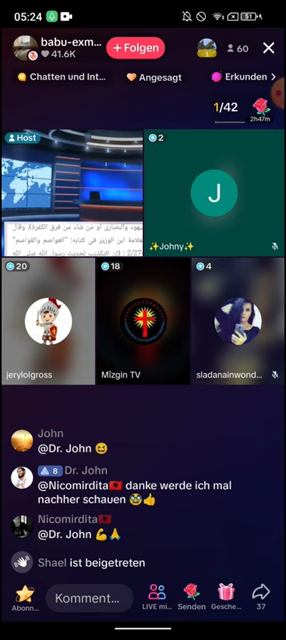 05:24
51
babu-exm...
41.6K
+ Folgen
60
Chatten und Int...
Angesagt
Erkunden
1/42
2h47m
Host
2
J
✨Johny✨
20
jerylolgross
18
Mîzgin TV
4
sladanainwond...
John
@Dr. John 😆
8 Dr. John
@Nicomirdita🇦🇱 danke werde ich mal
nachher schauen 🥸👍
Nicomirdita🇦🇱
@Dr. John 💪🙏
Shael ist beigetreten
Abonn...
Komment...
LIVE mi...
Senden
Gesche...
37